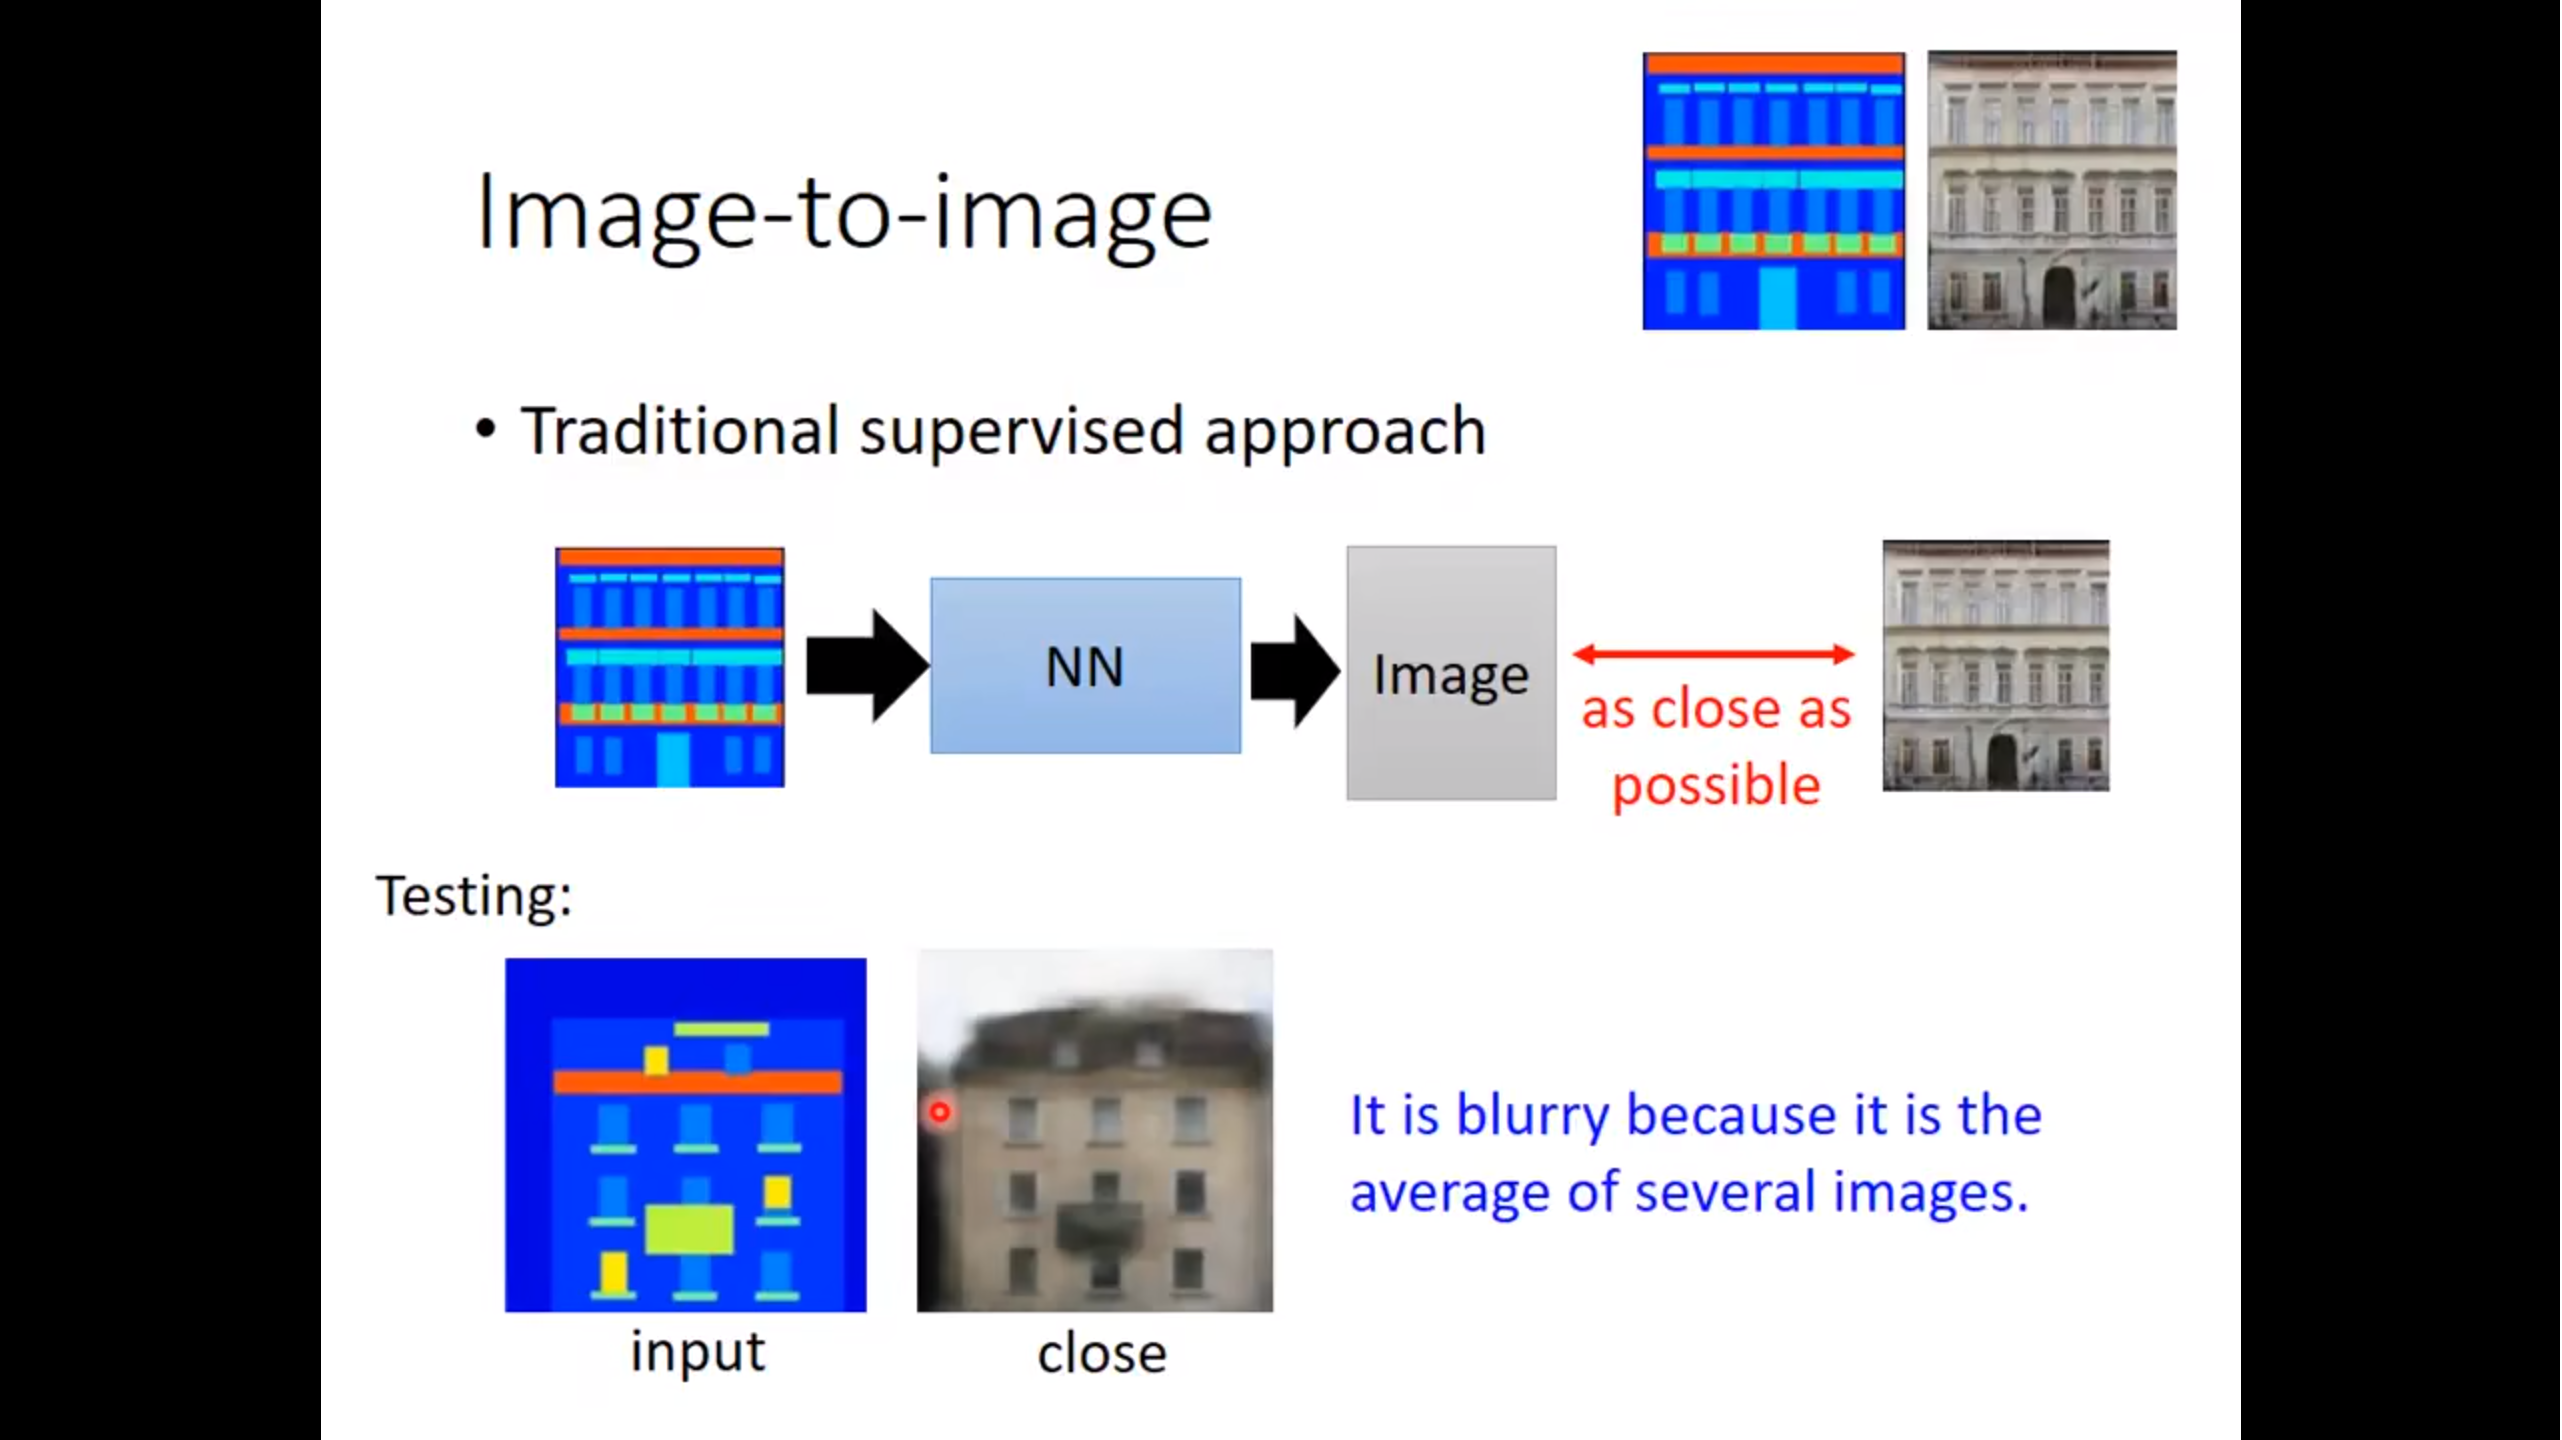 Image-to-image
• Traditional supervised approach
NN
Image
as close as
possible
Testing:
It is blurry because it is the
average of several images.
input
close